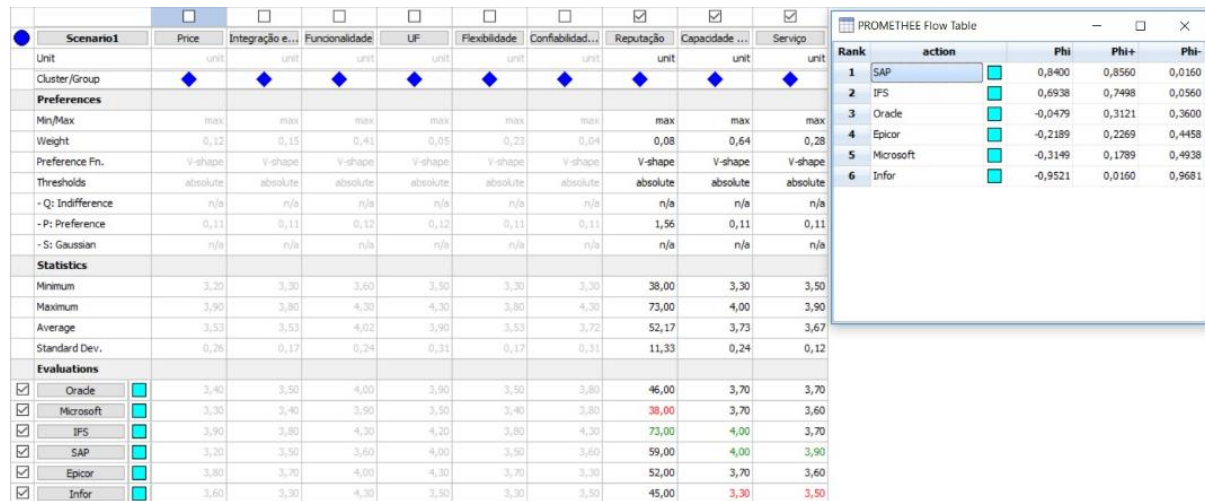 Scenario1 Price Integração e... Funcionalidade UF Flexibilidade Confiabilidad... Reputação Capacidade ... Serviço
Unit unit unit unit unit unit unit unit unit unit
Cluster/Group
Preferences
Min/Max max max max max max max max max max
Weight 0,12 0,15 0,41 0,05 0,23 0,04 0,08 0,64 0,28
Preference Fn. V-shape V-shape V-shape V-shape V-shape V-shape V-shape V-shape V-shape
Thresholds absolute absolute absolute absolute absolute absolute absolute absolute absolute
- Q: Indifference n/a n/a n/a n/a n/a n/a n/a n/a n/a
- P: Preference 0,11 0,11 0,12 0,12 0,11 0,11 1,56 0,11 0,11
- S: Gaussian n/a n/a n/a n/a n/a n/a n/a n/a n/a
Statistics
Minimum 3,20 3,30 3,60 3,50 3,30 3,30 38,00 3,30 3,50
Maximum 3,90 3,80 4,30 4,30 3,80 4,30 73,00 4,00 3,90
Average 3,53 3,53 4,02 3,90 3,53 3,72 52,17 3,73 3,67
Standard Dev. 0,26 0,17 0,24 0,31 0,17 0,31 11,33 0,24 0,12
Evaluations
Oracle 3,40 3,50 4,00 3,90 3,50 3,80 46,00 3,70 3,70
Microsoft 3,30 3,40 3,90 3,50 3,40 3,80 38,00 3,70 3,60
IFS 3,90 3,80 4,30 4,20 3,80 4,30 73,00 4,00 3,70
SAP 3,20 3,50 3,60 4,00 3,50 3,60 59,00 4,00 3,90
Epicor 3,80 3,70 4,00 4,30 3,70 3,30 52,00 3,70 3,60
Infor 3,60 3,30 4,30 3,50 3,30 3,50 45,00 3,30 3,50
PROMETHEE Flow Table
Rank action Phi Phi+ Phi-
1 SAP 0,8400 0,8560 0,0160
2 IFS 0,6938 0,7498 0,0560
3 Oracle -0,0479 0,3121 0,3600
4 Epicor -0,2189 0,2269 0,4458
5 Microsoft -0,3149 0,1789 0,4938
6 Infor -0,9521 0,0160 0,9681